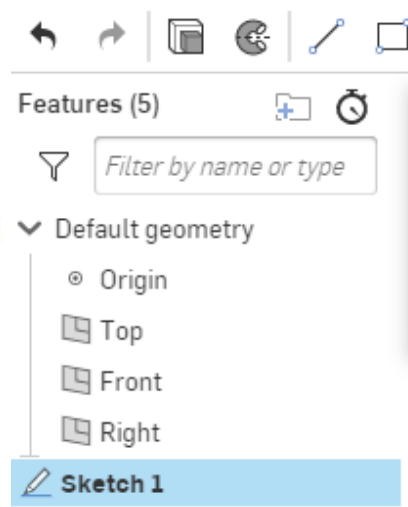 Features (5)
Filter by name or type
Default geometry
Origin
Top
Front
Right
Sketch 1